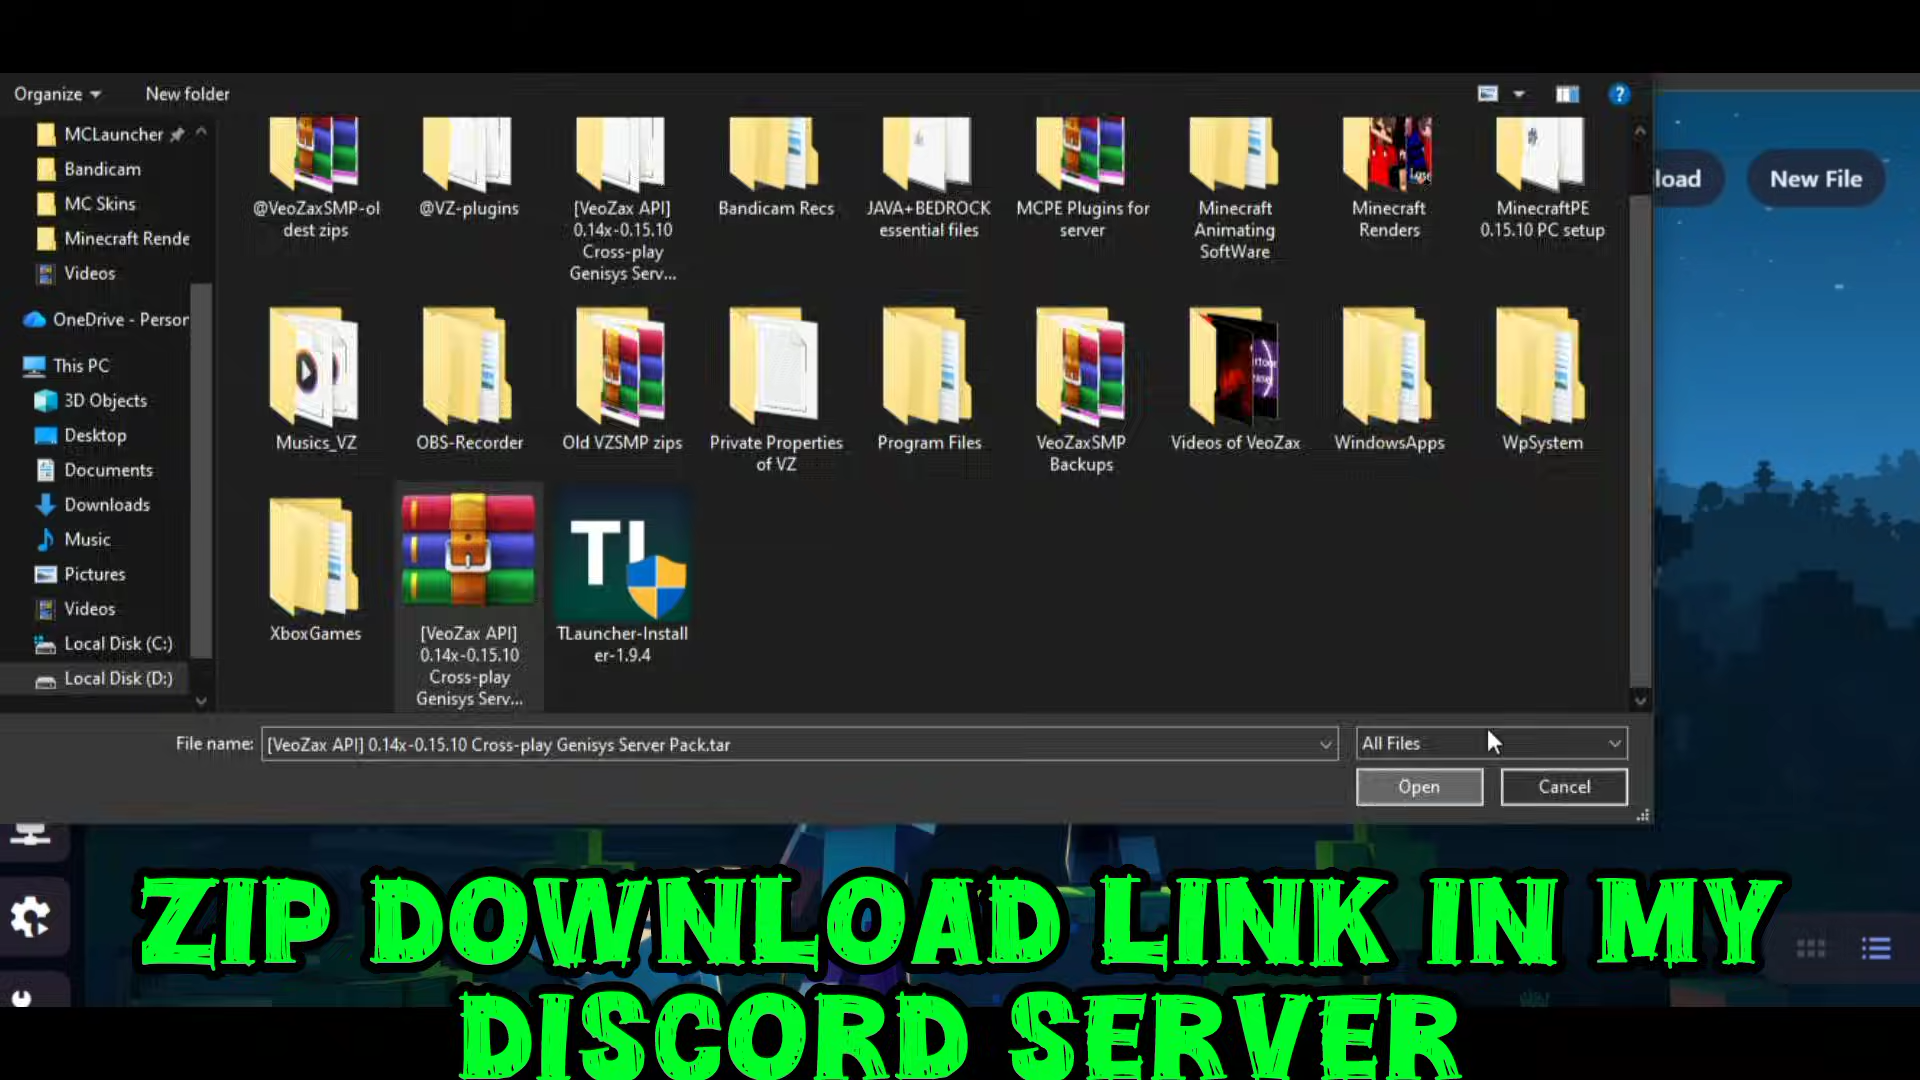 Organize
New folder
MCLauncher
Bandicam
MC Skins
Minecraft Rende
Videos
OneDrive - Person
This PC
3D Objects
Desktop
Documents
Downloads
Music
Pictures
Videos
Local Disk (C:)
Local Disk (D:)
@VeoZaxSMP-ol
dest zips
@VZ-plugins
[VeoZax API]
0.14x-0.15.10
Cross-play
Genisys Serv...
Bandicam Recs
JAVA+BEDROCK
essential files
MCPE Plugins for
server
Minecraft
Animating
SoftWare
Minecraft
Renders
MinecraftPE
0.15.10 PC setup
Musics_VZ
OBS-Recorder
Old VZSMP zips
Private Properties
of VZ
Program Files
VeoZaxSMP
Backups
Videos of VeoZax
WindowsApps
WpSystem
XboxGames
[VeoZax API]
0.14x-0.15.10
Cross-play
Genisys Serv...
TL
TLauncher-Install
er-1.9.4
load
New File
File name:
[VeoZax API] 0.14x-0.15.10 Cross-play Genisys Server Pack.tar
All Files
Open
Cancel
ZIP DOWNLOAD LINK IN MY
DISCORD SERVER